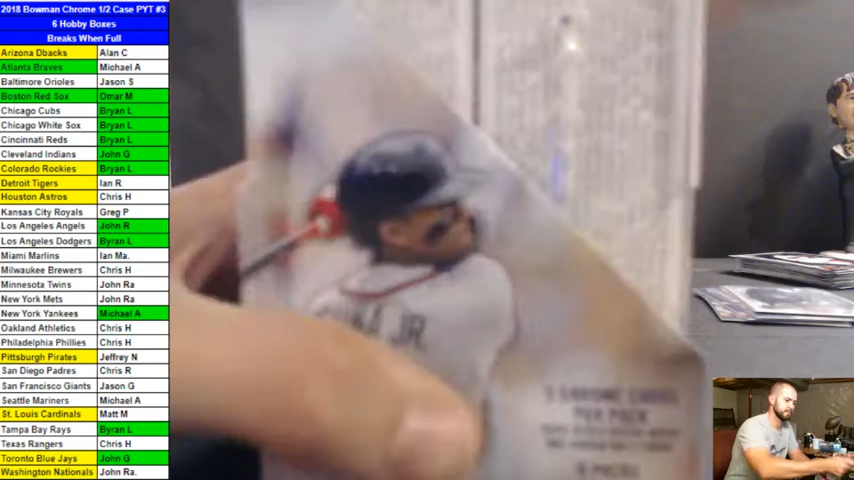 2018 Bowman Chrome 1/2 Case PYT #3
6 Hobby Boxes
Breaks When Full
Arizona Dbacks Alan C
Atlanta Braves Michael A
Baltimore Orioles Jason S
Boston Red Sox Omar M
Chicago Cubs Bryan L
Chicago White Sox Bryan L
Cincinnati Reds Bryan L
Cleveland Indians John G
Colorado Rockies Bryan L
Detroit Tigers Ian R
Houston Astros Chris H
Kansas City Royals Greg P
Los Angeles Angels John R
Los Angeles Dodgers Byran L
Miami Marlins Ian Ma.
Milwaukee Brewers Chris H
Minnesota Twins John Ra
New York Mets John Ra
New York Yankees Michael A
Oakland Athletics Chris H
Philadelphia Phillies Chris H
Pittsburgh Pirates Jeffrey N
San Diego Padres Chris R
San Francisco Giants Jason G
Seattle Mariners Michael A
St. Louis Cardinals Matt M
Tampa Bay Rays Byran L
Texas Rangers Chris H
Toronto Blue Jays John G
Washington Nationals John Ra.
JR
5 CHROME CARDS
PER PACK